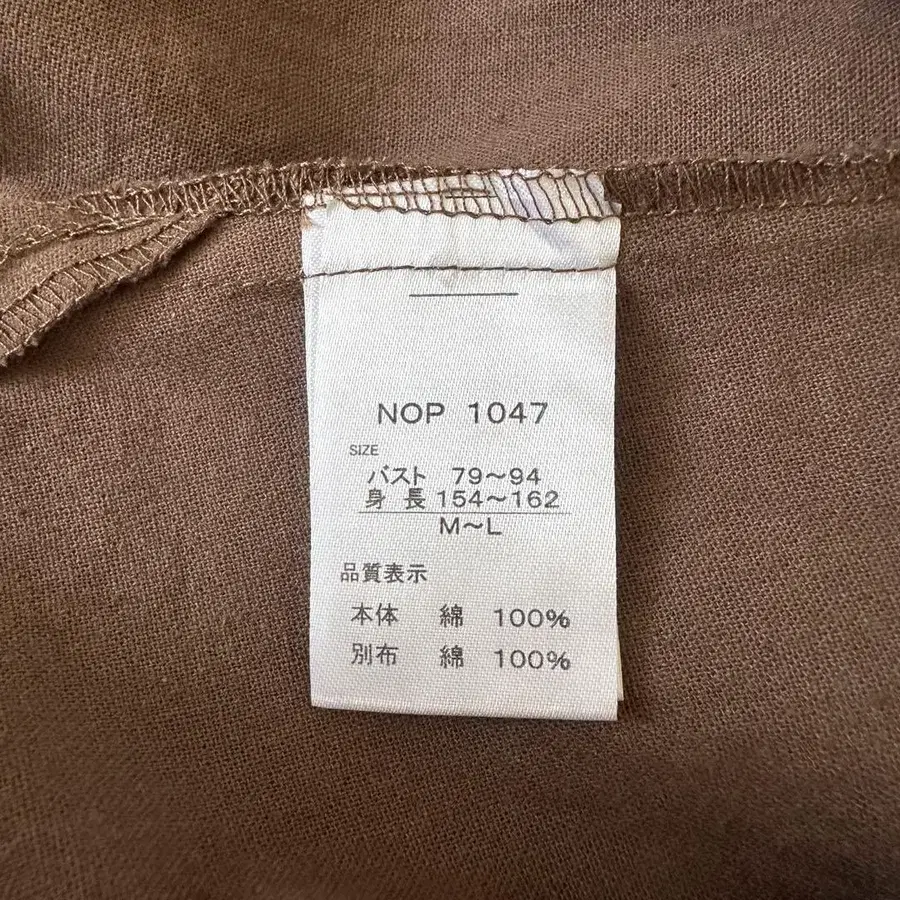 NOP 1047
SIZE
バスト 79～94
身長 154～162
M～L
品質表示
本体 綿 100%
別布 綿 100%